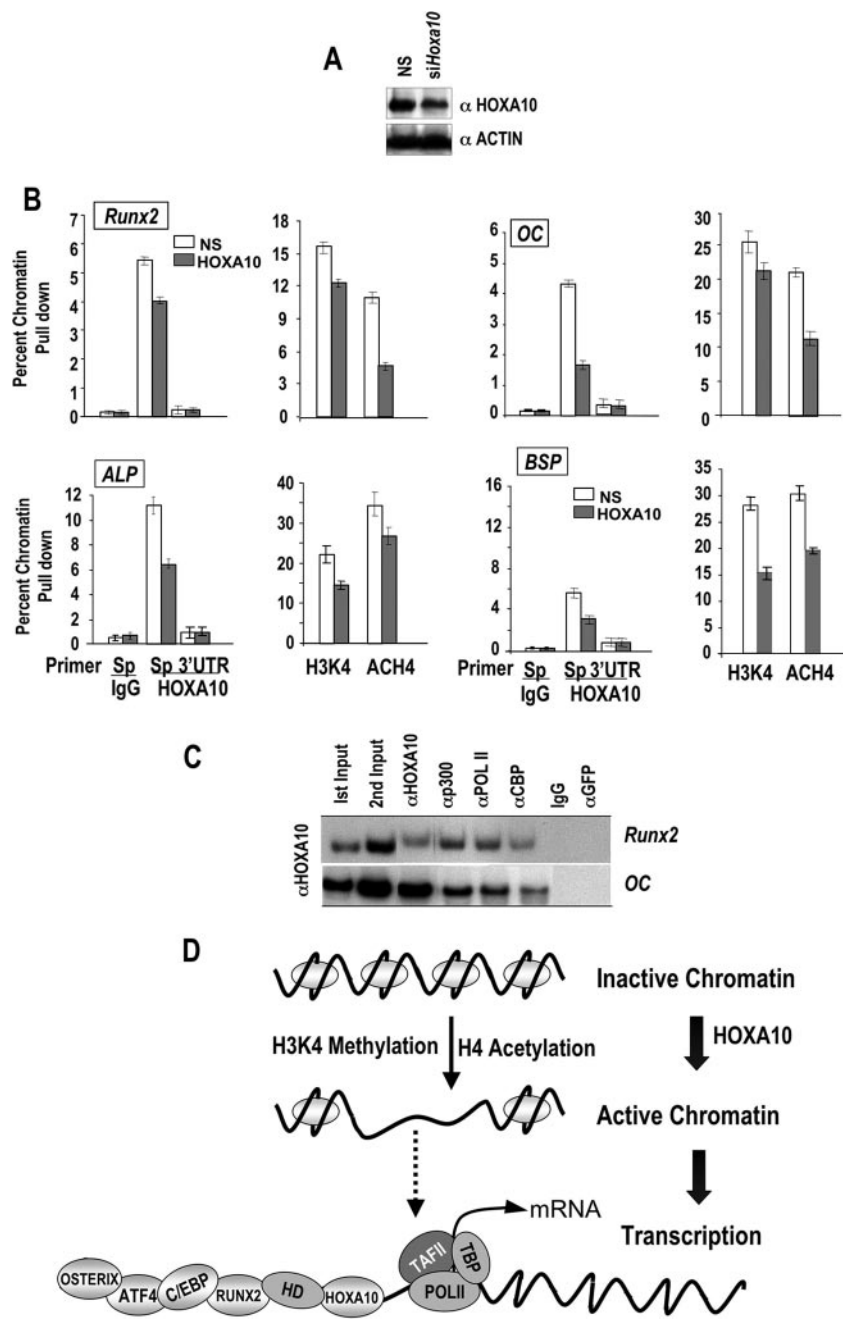 A
NS
siHoxa10
α HOXA10
α ACTIN
B
Runx2
NS
HOXA10
Percent Chromatin
Pull down
7
6
5
4
3
2
1
0
18
15
12
9
6
3
0
OC
6
4
2
1
0
30
25
20
15
10
5
0
ALP
Percent Chromatin
Pull down
12
10
8
6
4
2
0
40
30
20
10
0
BSP
NS
HOXA10
16
12
8
4
0
35
30
25
20
15
10
5
0
Primer Sp Sp 3'UTR
IgG HOXA10
H3K4 ACH4
Primer Sp Sp 3'UTR
IgG HOXA10
H3K4 ACH4
C
Ist Input
2nd Input
αHOXA10
αp300
αPOL II
αCBP
IgG
αGFP
αHOXA10
Runx2
OC
D
Inactive Chromatin
H3K4 Methylation
H4 Acetylation
HOXA10
Active Chromatin
mRNA
Transcription
TAFII
TBP
POLII
OSTERIX
ATF4
C/EBP
RUNX2
HD
HOXA10